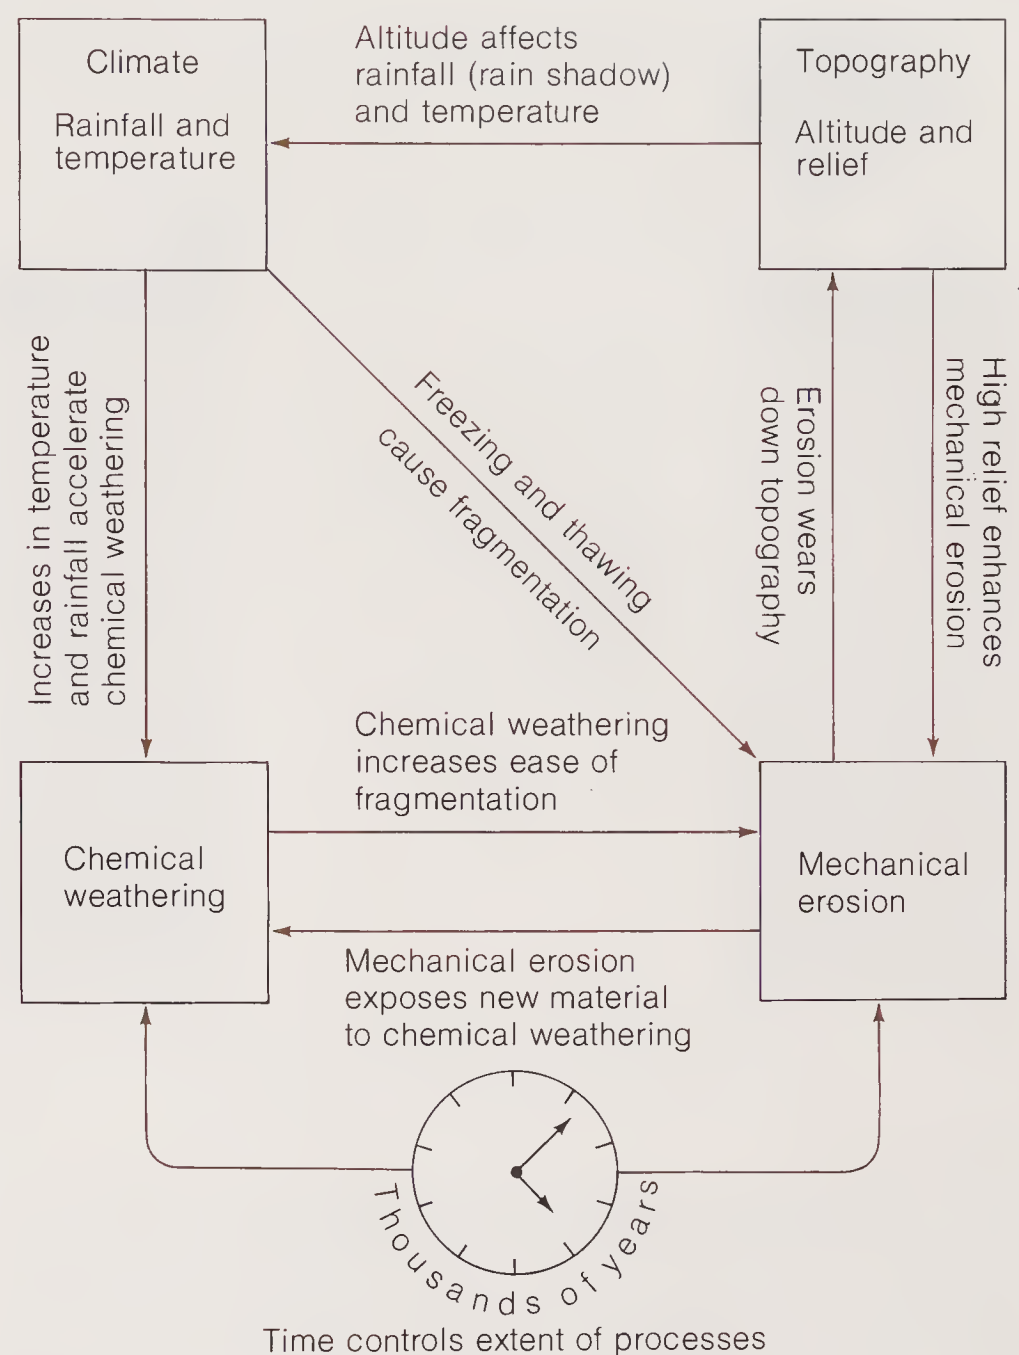 Climate
Rainfall and
temperature
Altitude affects
rainfall (rain shadow)
and temperature
Topography
Altitude and
relief
Increases in temperature
and rainfall accelerate
chemical weathering
Freezing and thawing
cause fragmentation
Erosion wears
down topography
High relief enhances
mechanical erosion
Chemical weathering
increases ease of
fragmentation
Chemical
weathering
Mechanical
erosion
Mechanical erosion
exposes new material
to chemical weathering
Thousands of years
Time controls extent of processes